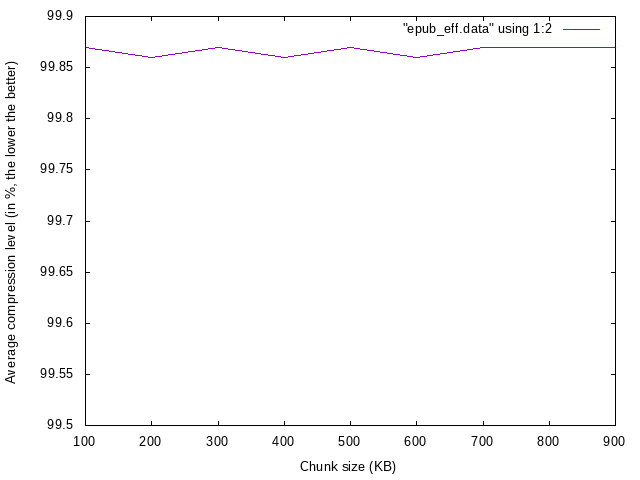 99.9
"epub_eff.data" using 1:2
99.85
99.8
99.75
99.7
99.65
99.6
99.55
99.5
Average compression level (in %, the lower the better)
100 200 300 400 500 600 700 800 900
Chunk size (KB)